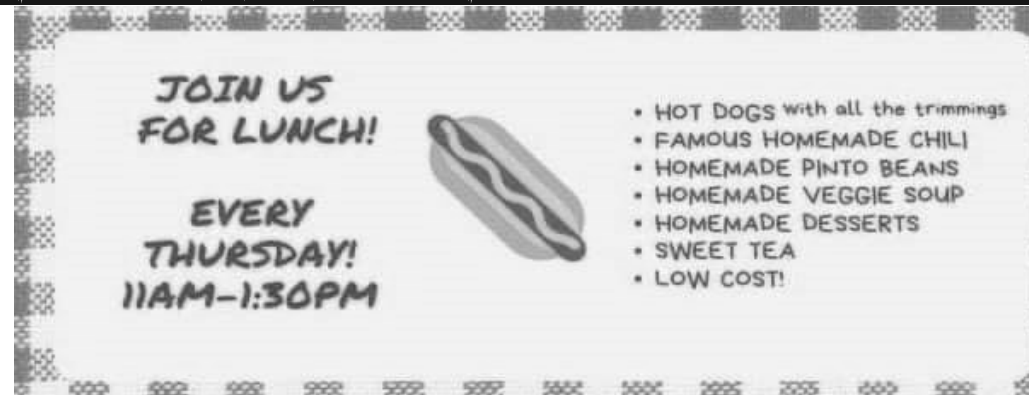 JOIN US
FOR LUNCH!
EVERY
THURSDAY!
11AM-1:30PM
• HOT DOGS with all the trimmings
• FAMOUS HOMEMADE CHILI
• HOMEMADE PINTO BEANS
• HOMEMADE VEGGIE SOUP
• HOMEMADE DESSERTS
• SWEET TEA
• LOW COST!